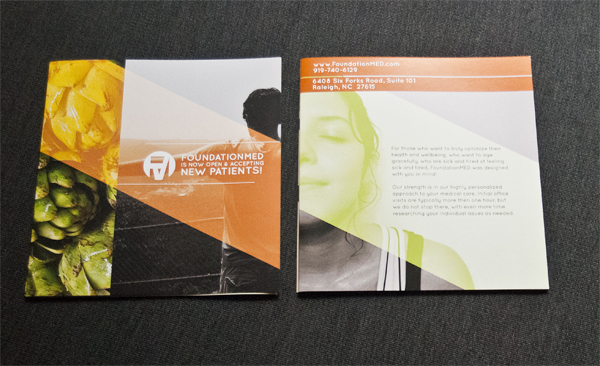 FOUNDATIONMED
IS NOW OPEN & ACCEPTING
NEW PATIENTS!
www.FoundationMED.com
919-740-8129
6408 Six Forks Road, Suite 101
Raleigh, NC 27615
For those who want to truly optimize their
health and wellbeing, who want to age
gracefully, who are sick and tired of feeling
sick and tired, FoundationMED was designed
with you in mind!
Our strength is in our highly personalized
approach to your medical care. Initial office
visits are typically more than one hour, but
we do not stop there, with even more time
researching your individual issues as needed.